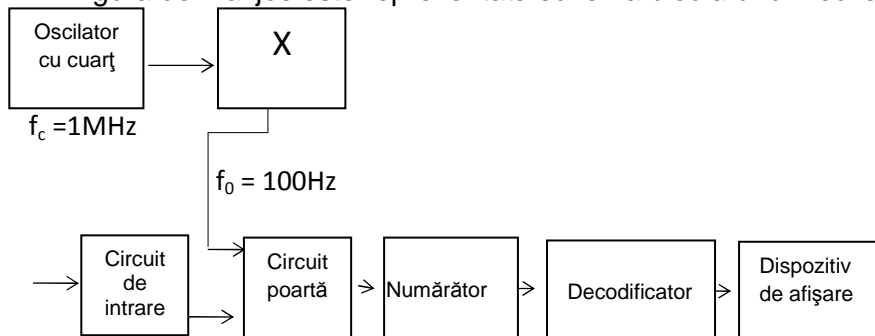 Oscilator
cu cuarţ
X
f_c =1MHz
f_0 = 100Hz
Circuit
de
intrare
Circuit
poartă
Numărător
Decodificator
Dispozitiv
de afişare